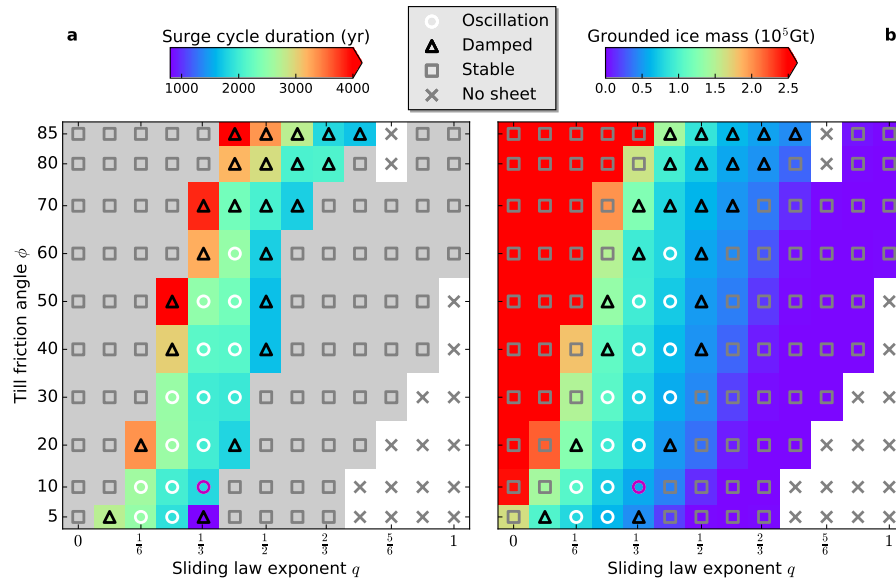 a
Surge cycle duration (yr)
1000 2000 3000 4000
Oscillation
Damped
Stable
No sheet
Grounded ice mass (10⁵Gt)
0.0 0.5 1.0 1.5 2.0 2.5
b
Till friction angle ϕ
85
80
70
60
50
40
30
20
10
5
0 1/6 1/3 1/2 2/3 5/6 1
0 1/6 1/3 1/2 2/3 5/6 1
Sliding law exponent q
Sliding law exponent q